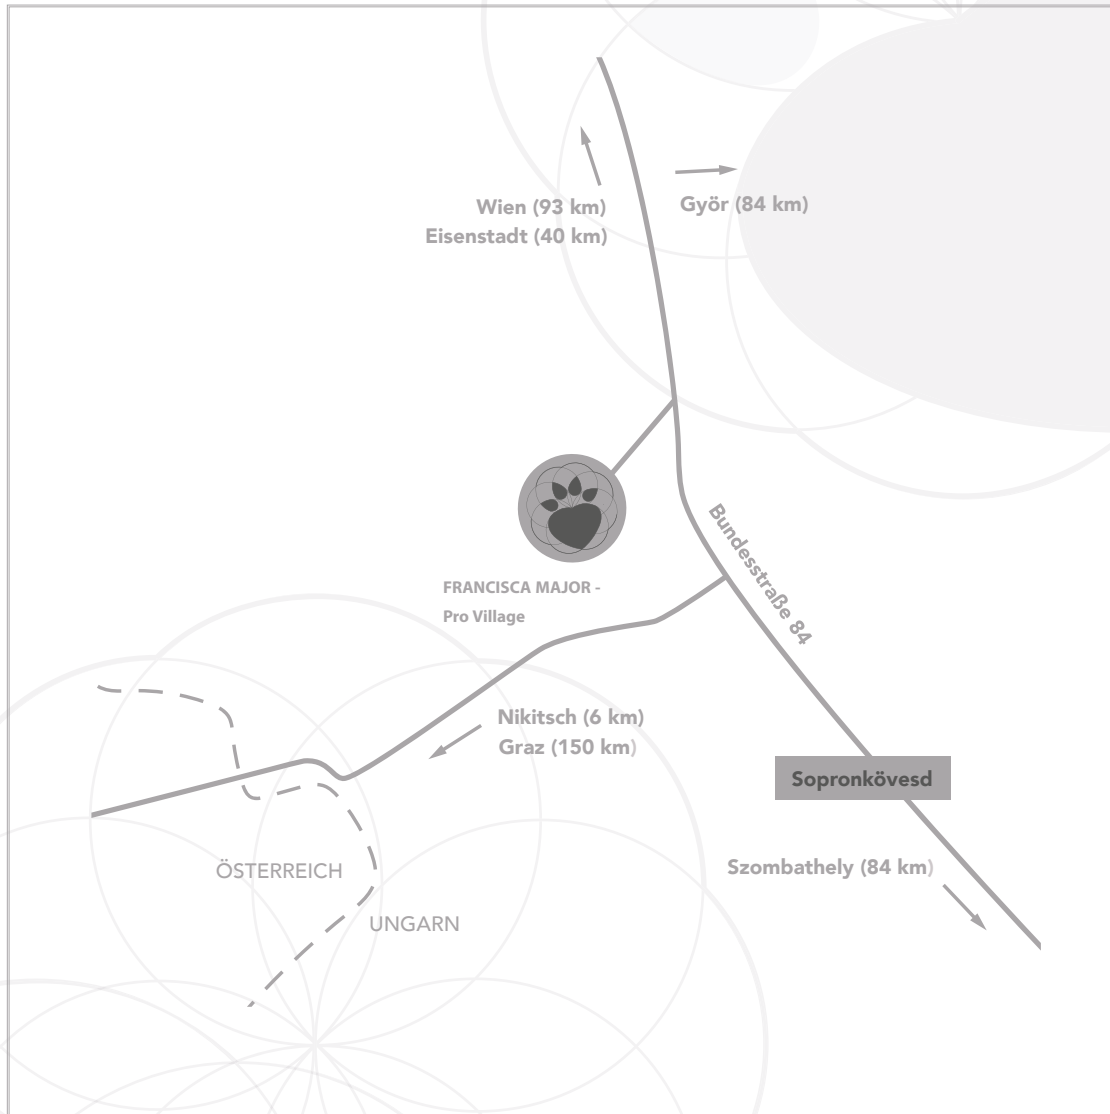 Wien (93 km)
Eisenstadt (40 km)
Györ (84 km)
Bundesstraße 84
FRANCISCA MAJOR -
Pro Village
Nikitsch (6 km)
Graz (150 km)
Sopronkövesd
Szombathely (84 km)
ÖSTERREICH
UNGARN